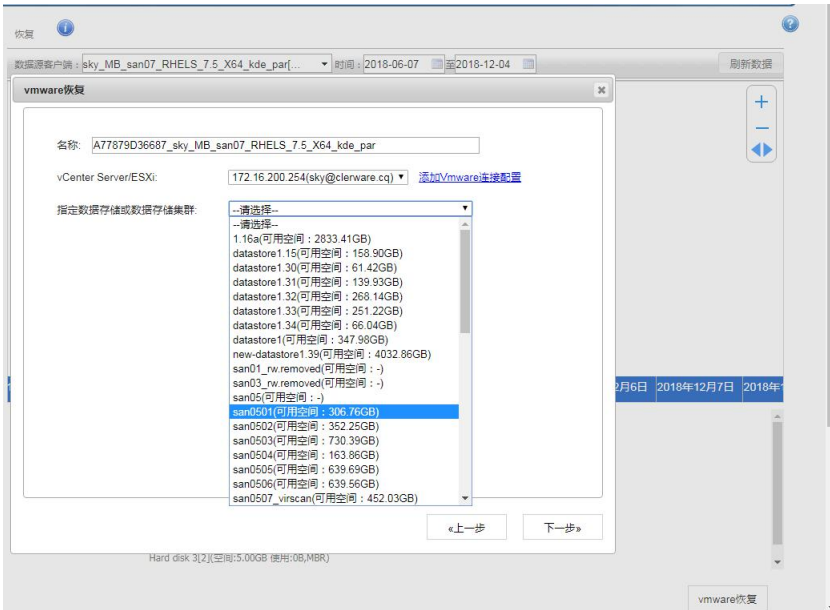 恢复
数据源客户端：sky_MB_san07_RHELS_7.5_X64_kde_par[... 时间：2018-06-07 至2018-12-04 刷新数据
vmware恢复
名称: A77879D36687_sky_MB_san07_RHELS_7.5_X64_kde_par
vCenter Server/ESXi: 172.16.200.254(sky@clerware.cq) 添加Vmware连接配置
指定数据存储或数据存储集群: --请选择--
--请选择--
1.16a(可用空间：2833.41GB)
datastore1.15(可用空间：158.90GB)
datastore1.30(可用空间：61.42GB)
datastore1.31(可用空间：139.93GB)
datastore1.32(可用空间：268.14GB)
datastore1.33(可用空间：251.22GB)
datastore1.34(可用空间：66.04GB)
datastore1(可用空间：347.98GB)
new-datastore1.39(可用空间：4032.86GB)
san01_rw.removed(可用空间：-)
san03_rw.removed(可用空间：-)
san05(可用空间：-)
san0501(可用空间：306.76GB)
san0502(可用空间：352.25GB)
san0503(可用空间：730.39GB)
san0504(可用空间：163.86GB)
san0505(可用空间：639.69GB)
san0506(可用空间：639.56GB)
san0507_virscan(可用空间：452.03GB)
2月6日 2018年12月7日 2018年
«上一步 下一步»
Hard disk 3[2](空间:5.00GB 使用:0B,MBR)
vmware恢复